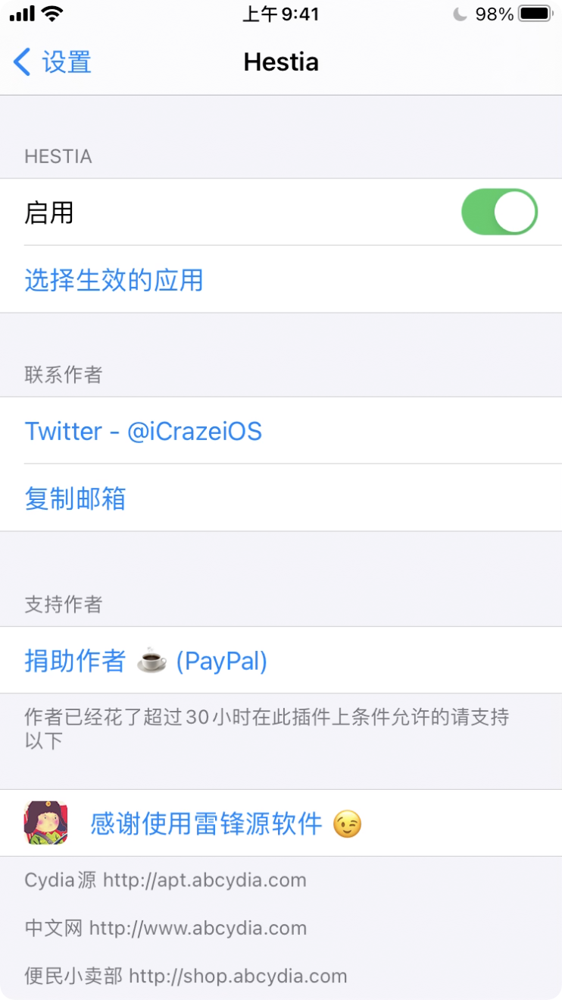 上午9:41
98%
设置
Hestia
HESTIA
启用
选择生效的应用
联系作者
Twitter - @iCrazeiOS
复制邮箱
支持作者
捐助作者 ☕ (PayPal)
作者已经花了超过30小时在此插件上条件允许的请支持
以下
感谢使用雷锋源软件 😉
Cydia源 http://apt.abcydia.com
中文网 http://www.abcydia.com
便民小卖部 http://shop.abcydia.com